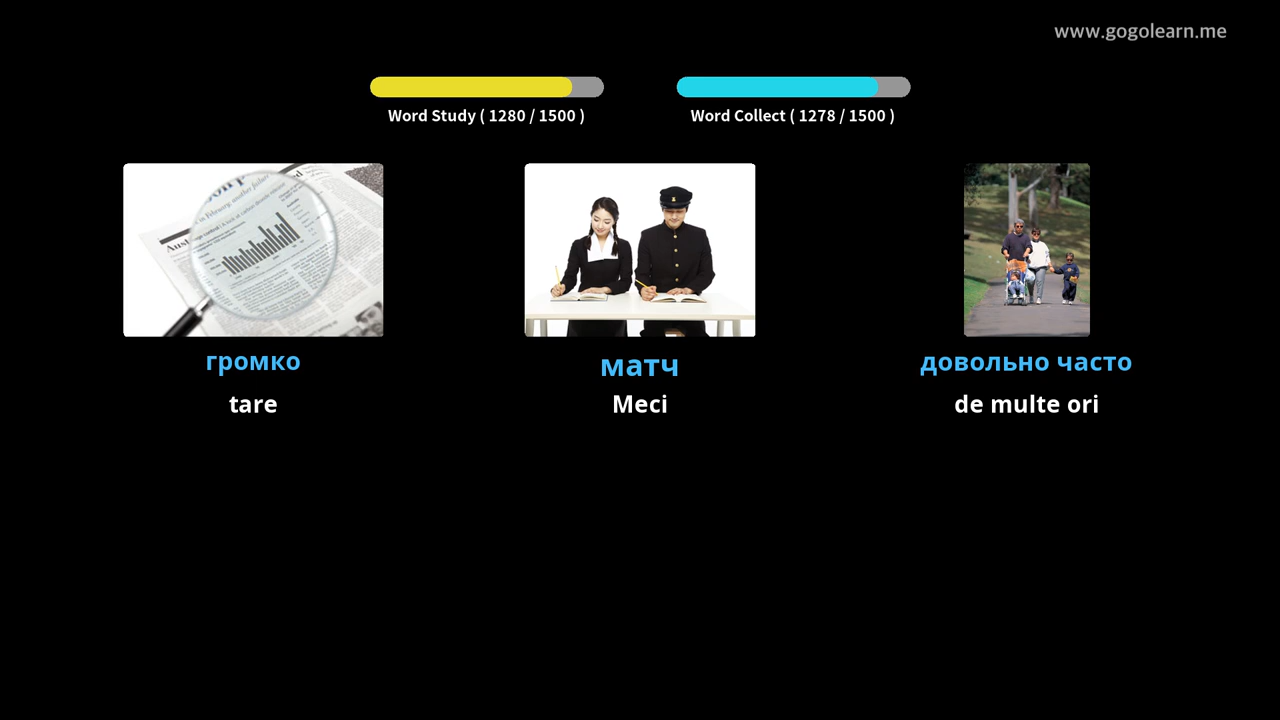 www.gogolearn.me
Word Study ( 1280 / 1500 )
Word Collect ( 1278 / 1500 )
громко
матч
довольно часто
tare
Meci
de multe ori